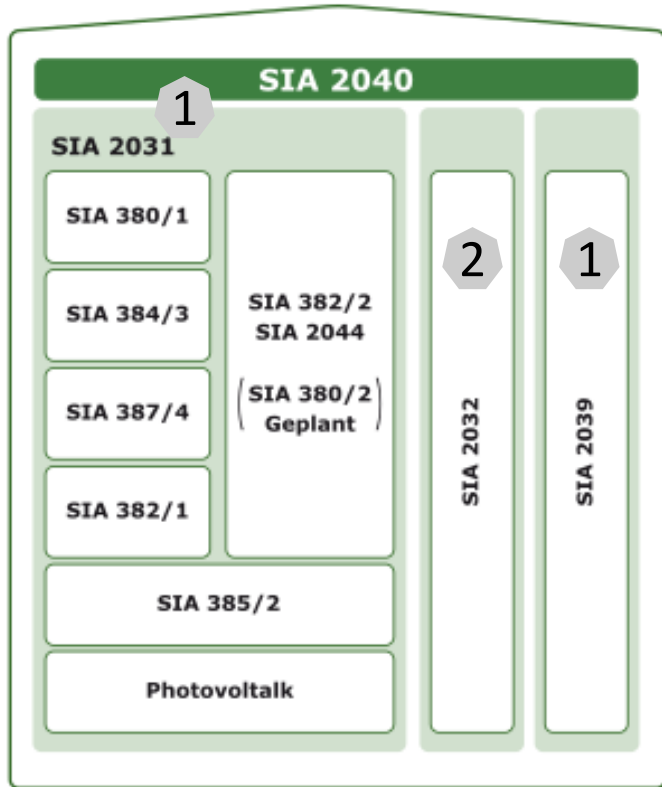 SIA 2040
1
SIA 2031
SIA 380/1
SIA 384/3
SIA 387/4
SIA 382/1
SIA 382/2
SIA 2044
(SIA 380/2
Geplant)
SIA 385/2
Photovoltalk
2
SIA 2032
1
SIA 2039